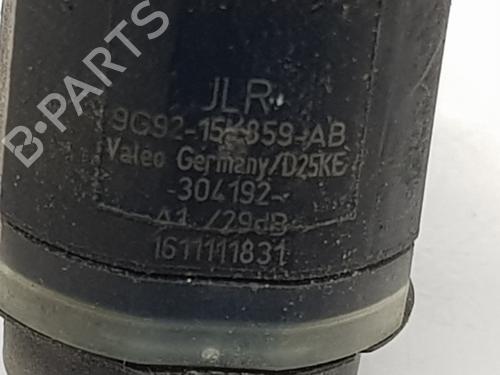 B-PARTS
JLR
9G92-15K859-AB
Valeo Germany/D25KE
-304192-
A1 /29dB
1611111831